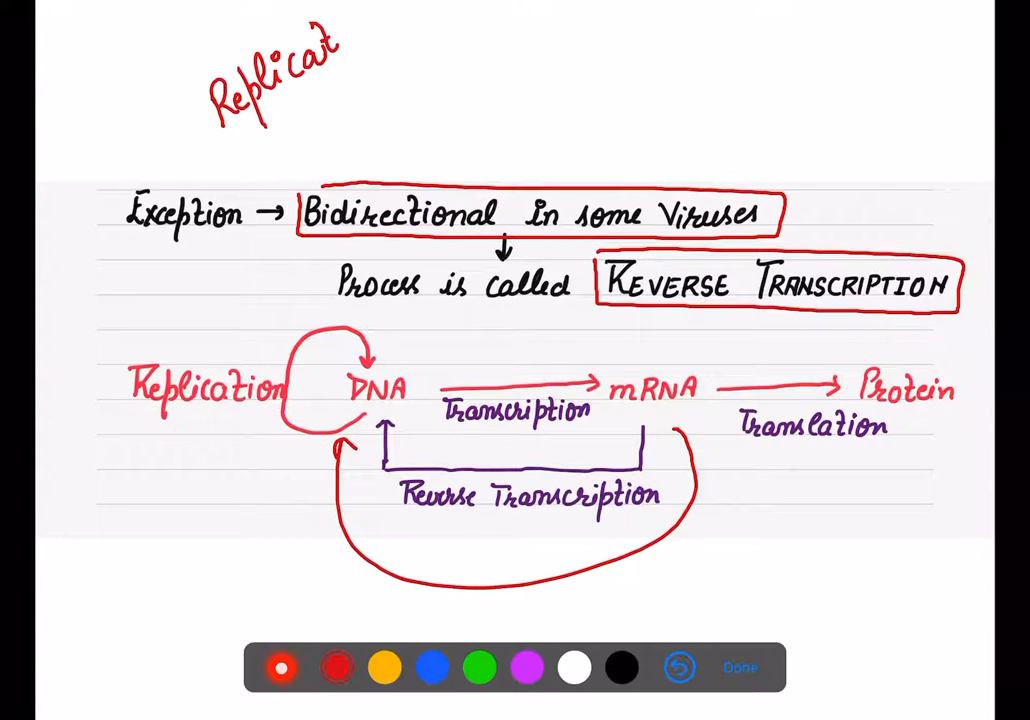 Replicat
Exception → Bidirectional in some Viruses
↓
Process is called REVERSE TRANSCRIPTION
Replication DNA → mRNA → Protein
Transcription Translation
Reverse Transcription
Done